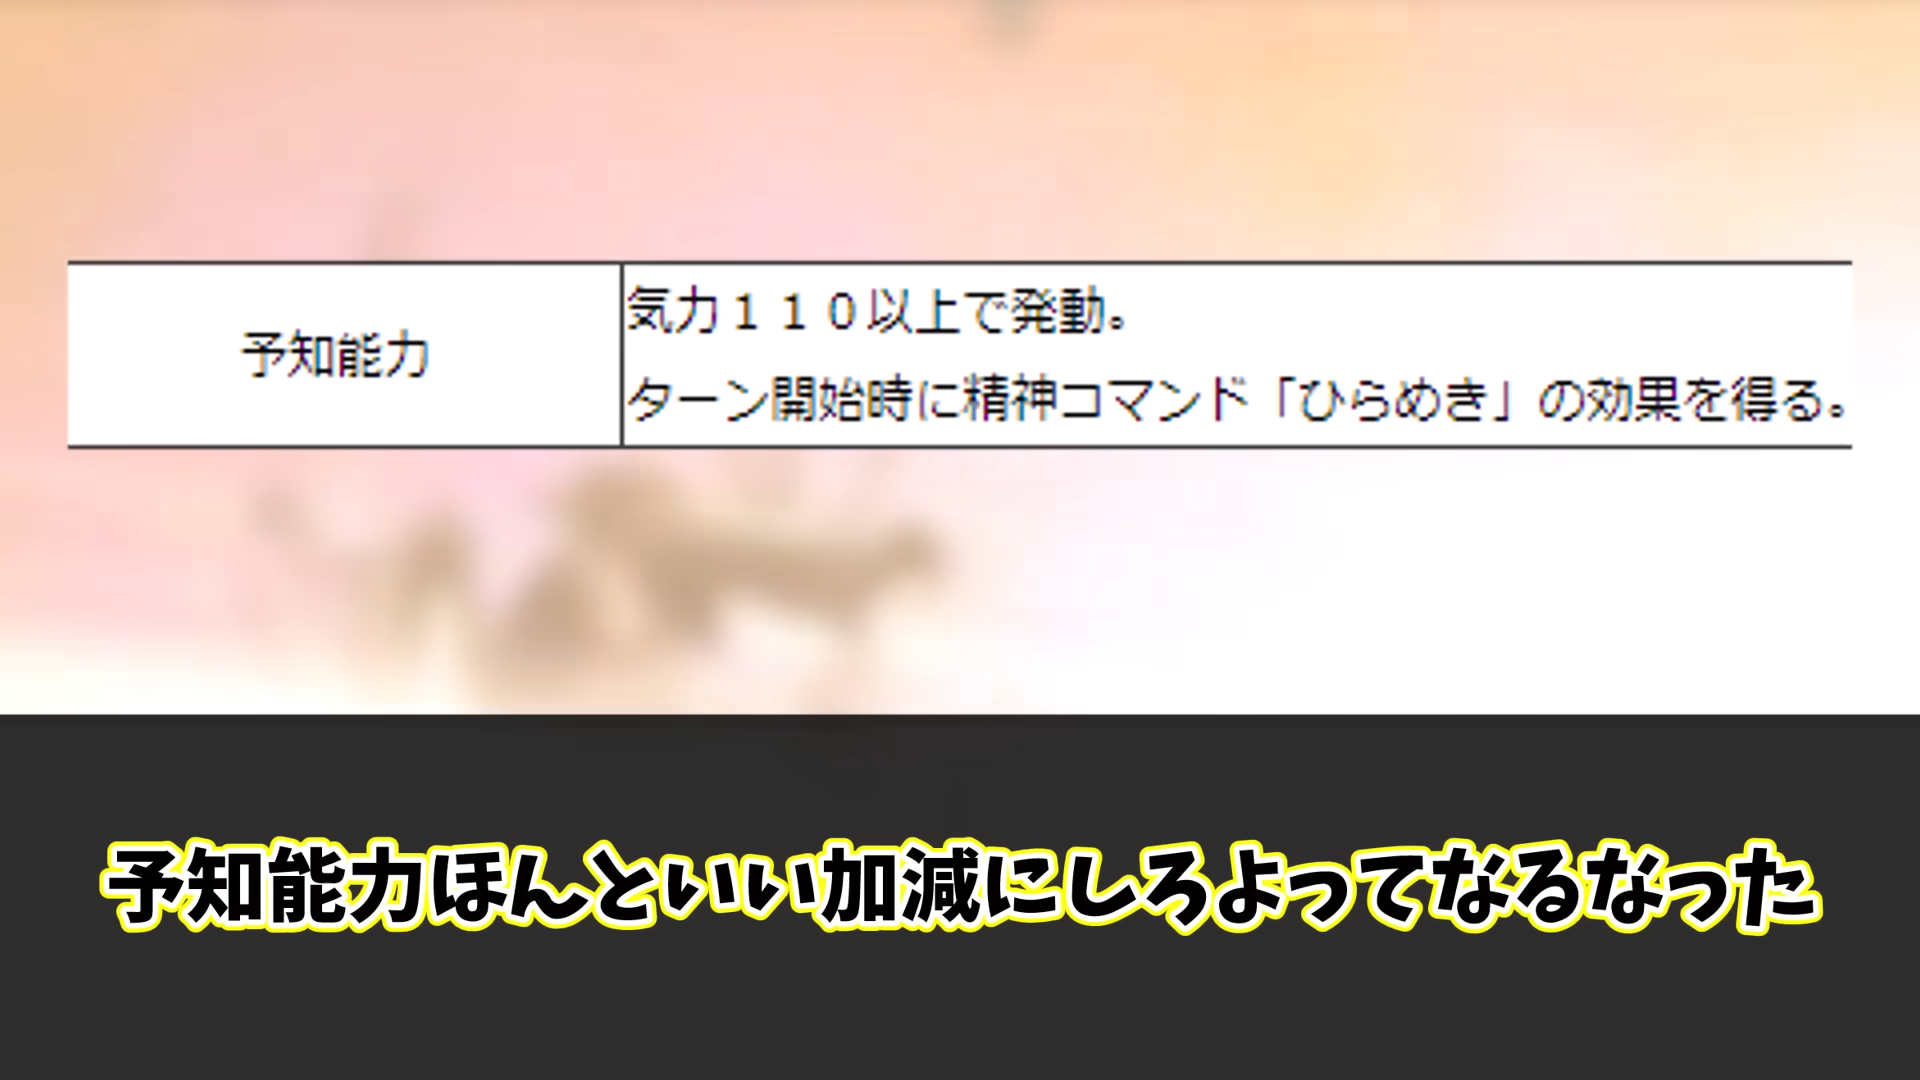 予知能力
気力１１０以上で発動。
ターン開始時に精神コマンド「ひらめき」の効果を得る。
予知能力ほんといい加減にしろよってなるなった